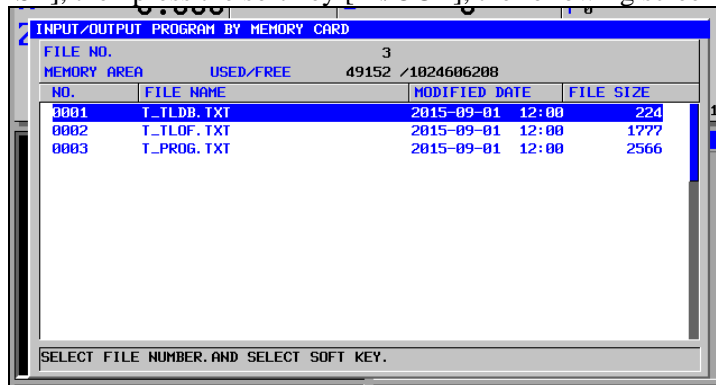 INPUT/OUTPUT PROGRAM BY MEMORY CARD
FILE NO. 3
MEMORY AREA USED/FREE 49152 /1024606208
NO. FILE NAME MODIFIED DATE FILE SIZE
0001 T_TLDB.TXT 2015-09-01 12:00 224
0002 T_TLOF.TXT 2015-09-01 12:00 1777
0003 T_PROG.TXT 2015-09-01 12:00 2566
SELECT FILE NUMBER.AND SELECT SOFT KEY.